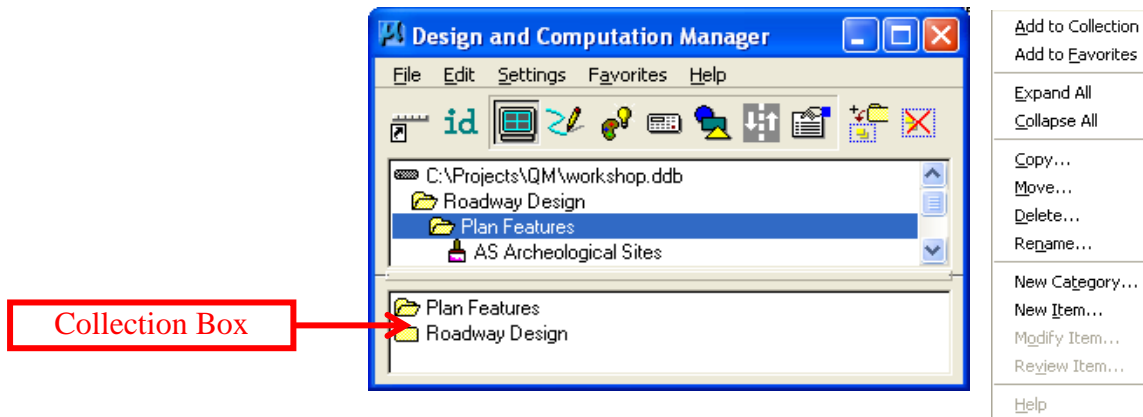 Design and Computation Manager
File Edit Settings Favorites Help
id
C:\Projects\QM\workshop.ddb
Roadway Design
Plan Features
AS Archeological Sites
Plan Features
Roadway Design
Collection Box
Add to Collection
Add to Favorites
Expand All
Collapse All
Copy...
Move...
Delete...
Rename...
New Category...
New Item...
Modify Item...
Review Item...
Help